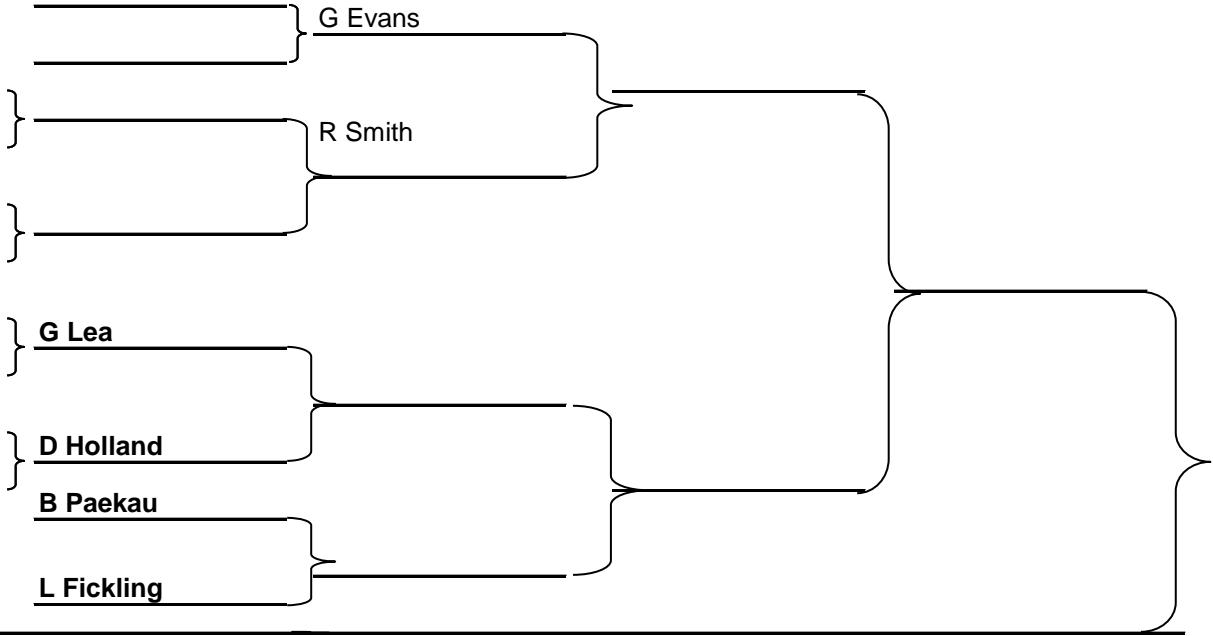 G Evans
R Smith
G Lea
D Holland
B Paekau
L Fickling